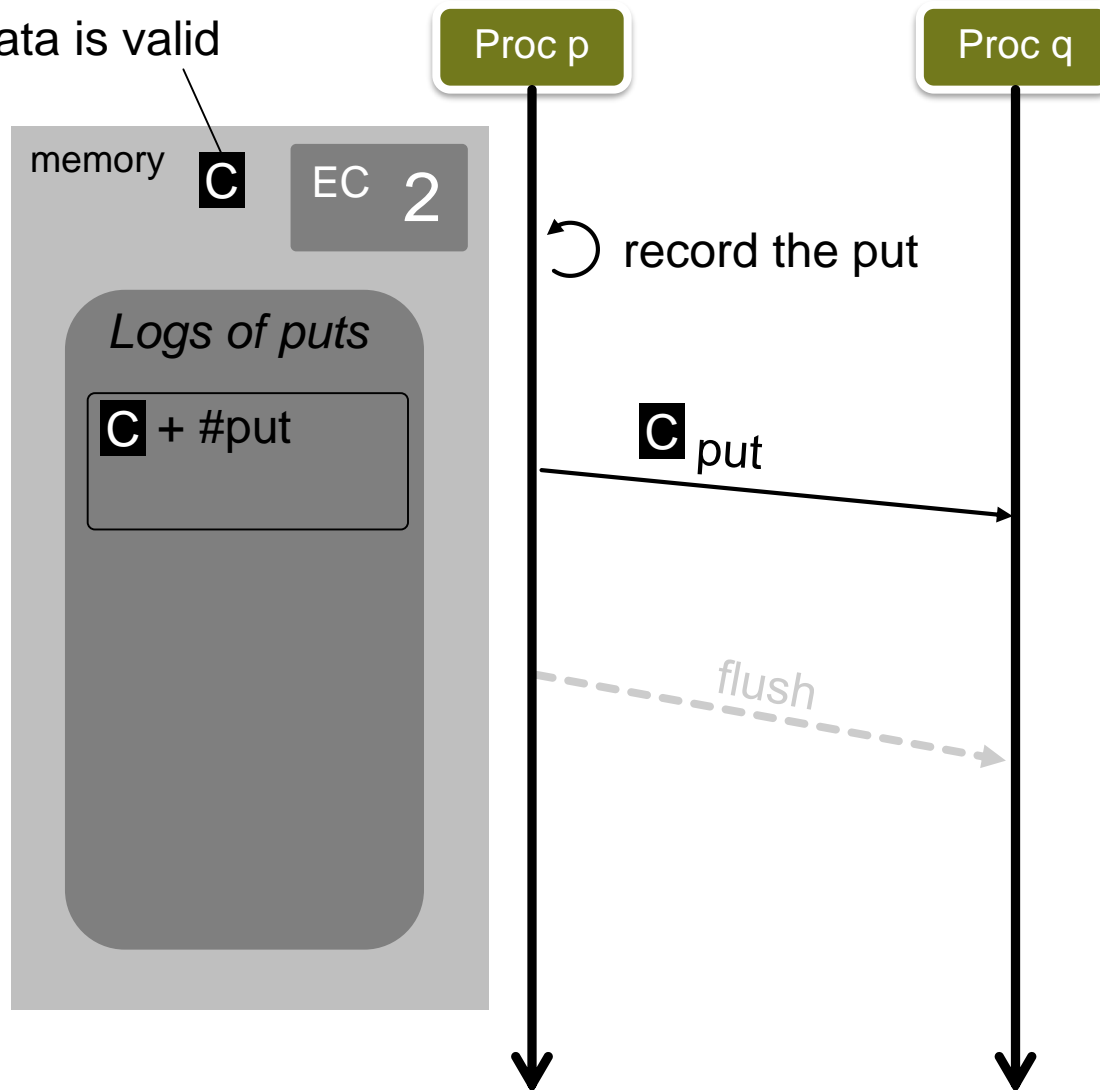 ata is valid
Proc p
Proc q
memory
C
EC 2
record the put
Logs of puts
C + #put
C put
flush